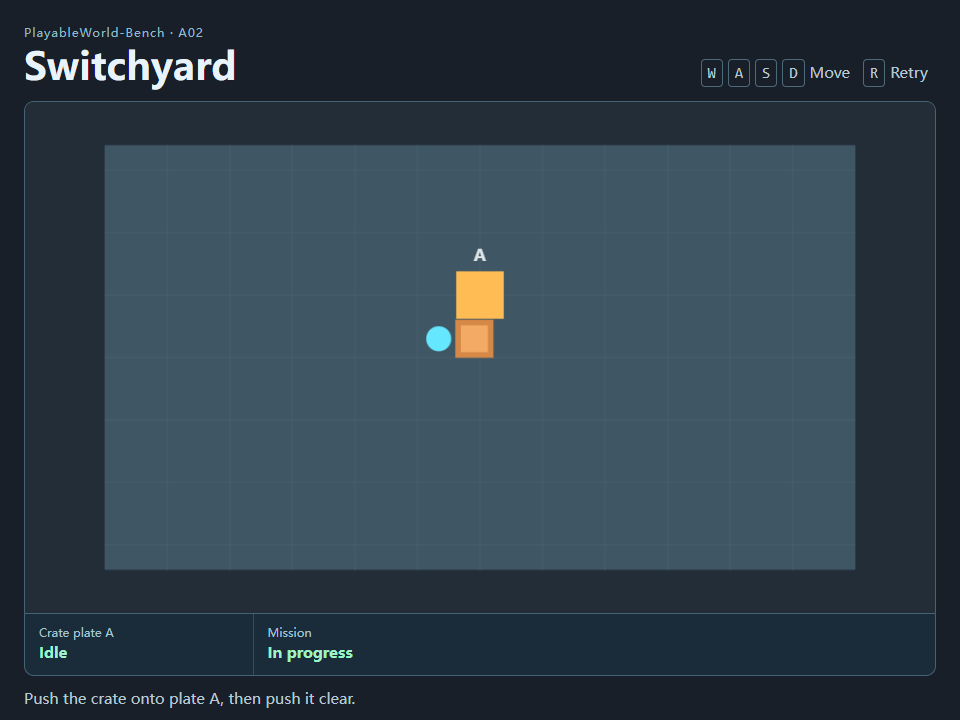 PlayableWorld-Bench · A02
Switchyard
W A S D Move R Retry
A
Crate plate A
Idle
Mission
In progress
Push the crate onto plate A, then push it clear.